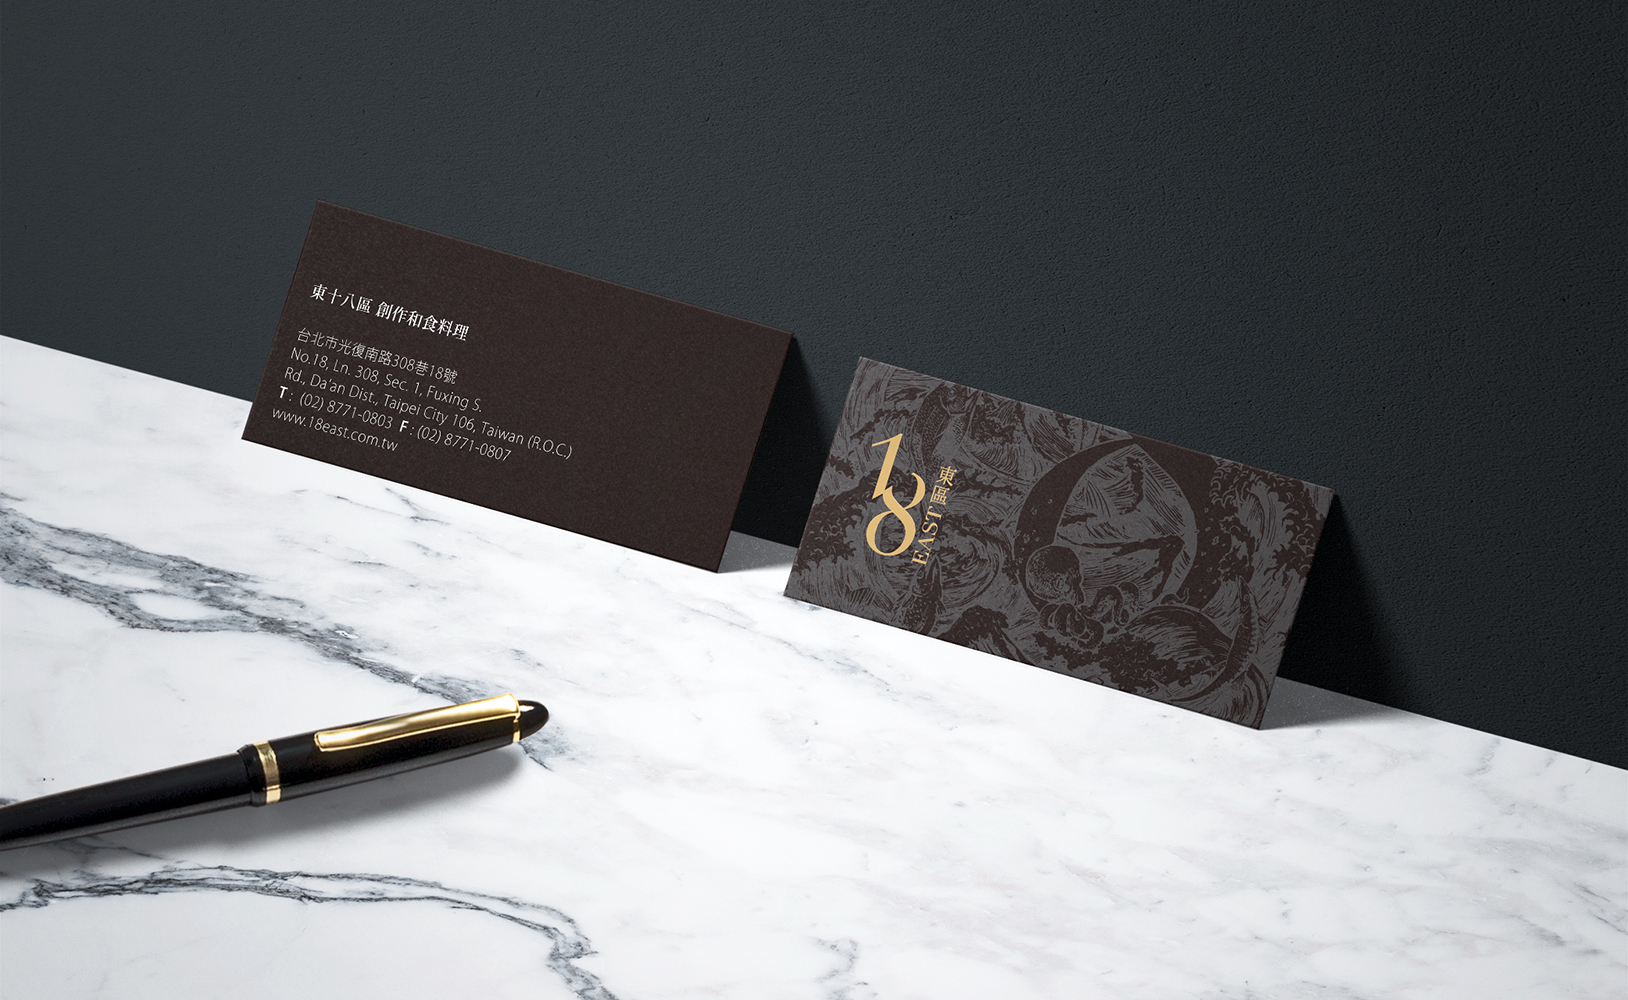 東十八區 創作和食料理
台北市光復南路308巷18號
No.18, Ln. 308, Sec. 1, Fuxing S.
Rd., Da'an Dist., Taipei City 106, Taiwan (R.O.C.)
T : (02) 8771-0803 F : (02) 8771-0807
www.18east.com.tw
18
東區
EAST